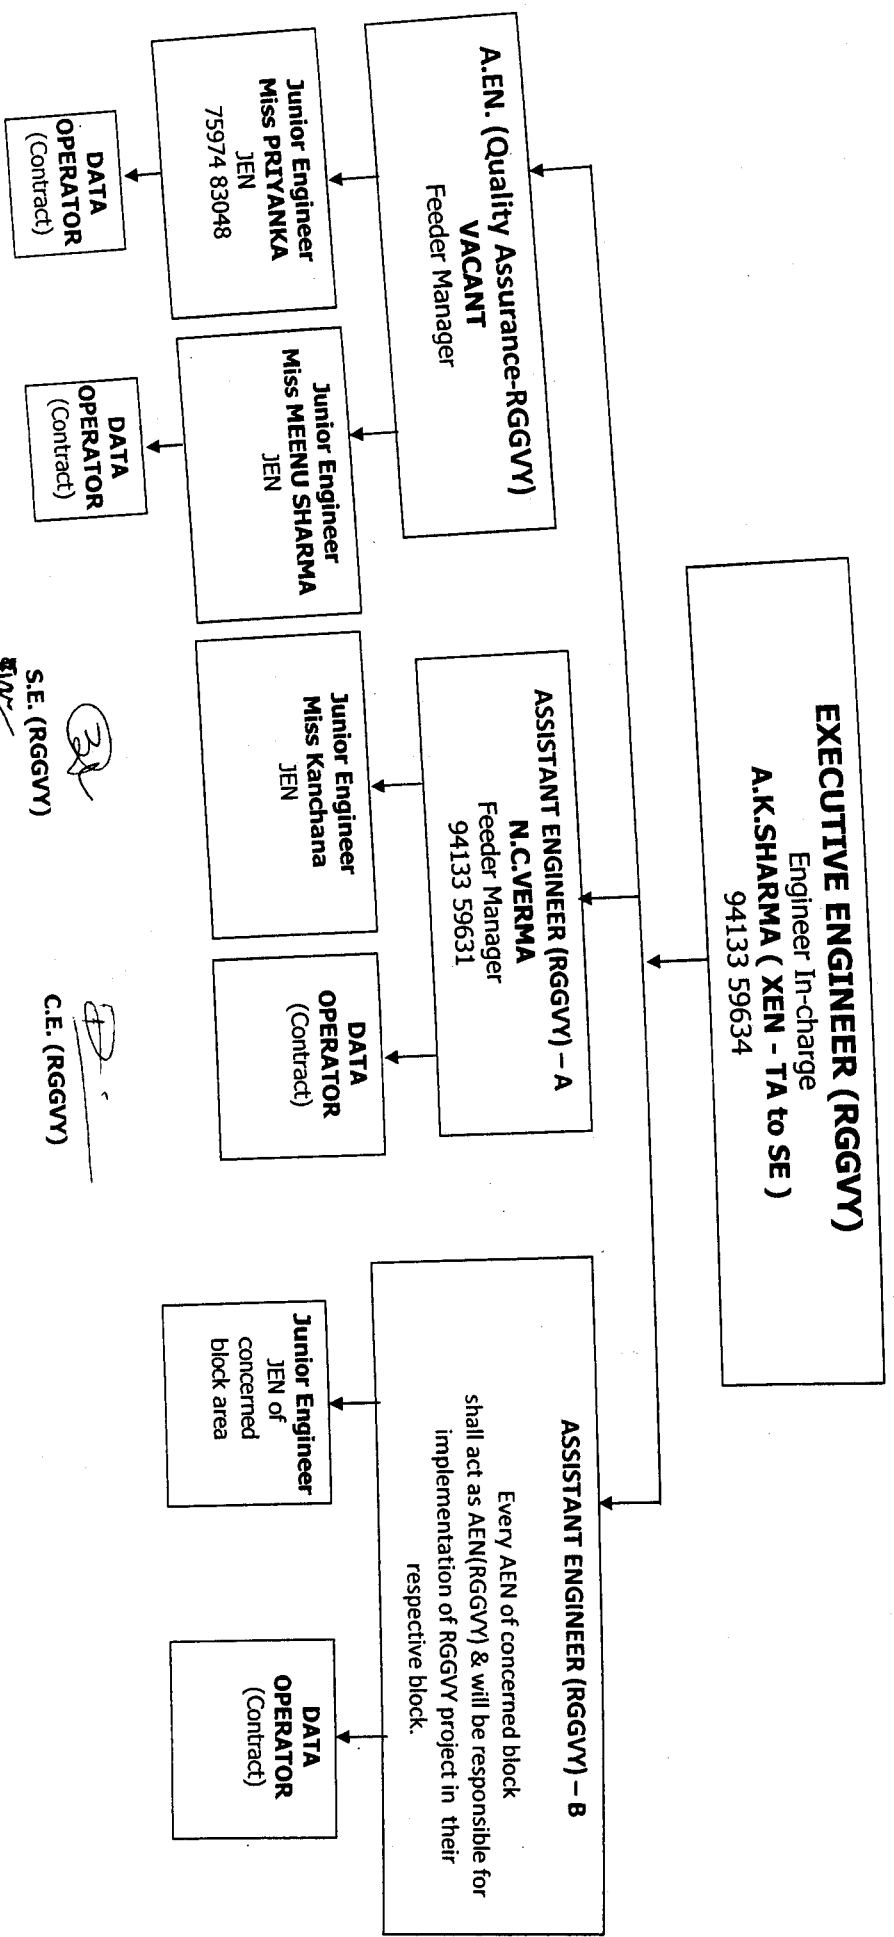 EXECUTIVE ENGINEER (RGGVY)
Engineer In-charge
A.K.SHARMA ( XEN - TA to SE )
94133 59634
A.EN. (Quality Assurance-RGGVY)
VACANT
Feeder Manager
ASSISTANT ENGINEER (RGGVY) – A
N.C.VERMA
Feeder Manager
94133 59631
ASSISTANT ENGINEER (RGGVY) – B
Every AEN of concerned block
shall act as AEN(RGGVY) & will be responsible for
implementation of RGGVY project in their
respective block.
Junior Engineer
Miss PRIYANKA
JEN
75974 83048
Junior Engineer
Miss MEENU SHARMA
JEN
Junior Engineer
Miss Kanchana
JEN
DATA
OPERATOR
(Contract)
Junior Engineer
JEN of
concerned
block area
DATA
OPERATOR
(Contract)
DATA
OPERATOR
(Contract)
DATA
OPERATOR
(Contract)
S.E. (RGGVY)
C.E. (RGGVY)